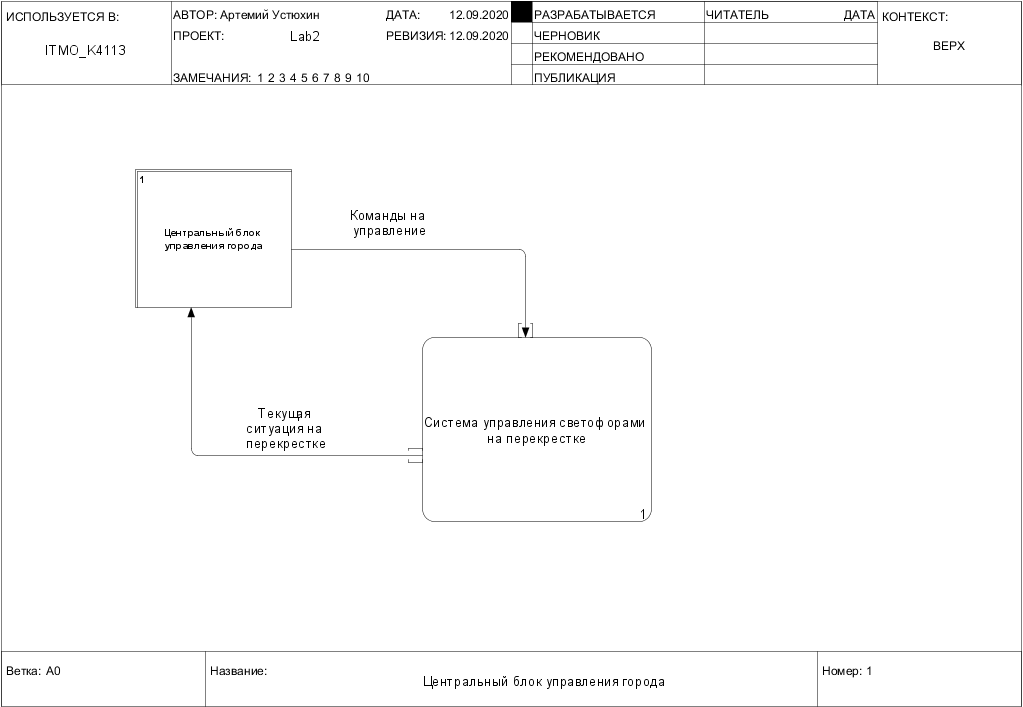 ИСПОЛЬЗУЕТСЯ В:
ITMO_K4113
АВТОР: Артемий Устюхин
ДАТА: 12.09.2020
ПРОЕКТ: Lab2
РЕВИЗИЯ: 12.09.2020
ЗАМЕЧАНИЯ: 1 2 3 4 5 6 7 8 9 10
РАЗРАБАТЫВАЕТСЯ
ЧЕРНОВИК
РЕКОМЕНДОВАНО
ПУБЛИКАЦИЯ
ЧИТАТЕЛЬ ДАТА
КОНТЕКСТ:
ВЕРХ
1
Центральный блок
управления города
Команды на
управление
Текущая
ситуация на
перекрестке
Система управления светофорами
на перекрестке
1
Ветка: A0
Название:
Центральный блок управления города
Номер: 1